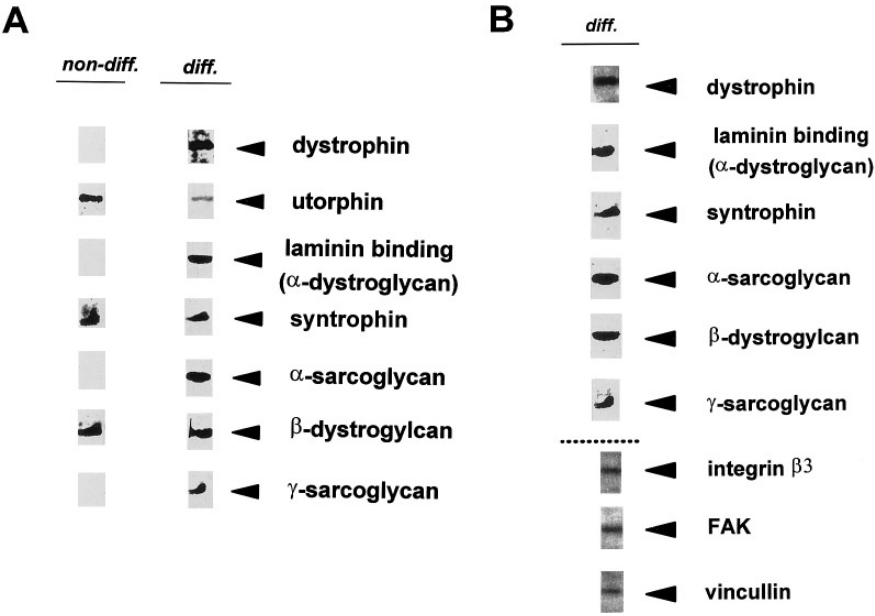 A
non-diff. diff.
dystrophin
utorphin
laminin binding
(α-dystroglycan)
syntrophin
α-sarcoglycan
β-dystrogylcan
γ-sarcoglycan
B
diff.
dystrophin
laminin binding
(α-dystroglycan)
syntrophin
α-sarcoglycan
β-dystrogylcan
γ-sarcoglycan
integrin β3
FAK
vincullin